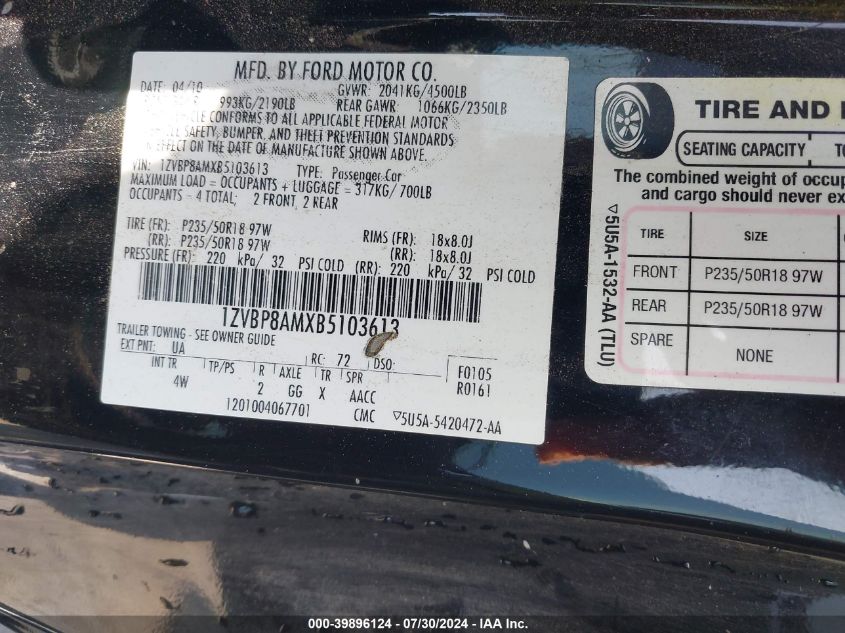 MFD. BY FORD MOTOR CO.
DATE 04/10 GVWR: 2041KG/4500LB
993KG/2190LB REAR GAWR: 1066KG/2350LB
CONFORMS TO ALL APPLICABLE FEDERAL MOTOR
SAFETY, BUMPER, AND THEFT PREVENTION STANDARDS
EFFECT ON THE DATE OF MANUFACTURE SHOWN ABOVE.
VIN: 1ZVBP8AMXB5103613 TYPE: Passenger Car
MAXIMUM LOAD = OCCUPANTS + LUGGAGE = 317KG/ 700LB
OCCUPANTS = 4 TOTAL; 2 FRONT, 2 REAR
TIRE (FR): P235/50R18 97W RIMS (FR): 18x8.0J
(RR): P235/50R18 97W (RR): 18x8.0J
PRESSURE (FR): 220 kPa/ 32 PSI COLD (RR): 220 kPa/ 32 PSI COLD
1ZVBP8AMXB5103613
TRAILER TOWING - SEE OWNER GUIDE
EXT PNT: UA RC: 72 DSO: F0105
INT TR TP/PS R AXLE TR SPR R0161
4W 2 GG X AACC
1201004067701 CMC ▽5U5A-5420472-AA
TIRE AND
SEATING CAPACITY
The combined weight of
and cargo should never
▽5U5A-1532-AA (TLU)
TIRE SIZE
FRONT P235/50R18 97W
REAR P235/50R18 97W
SPARE NONE
000-39896124 - 07/30/2024 - IAA Inc.